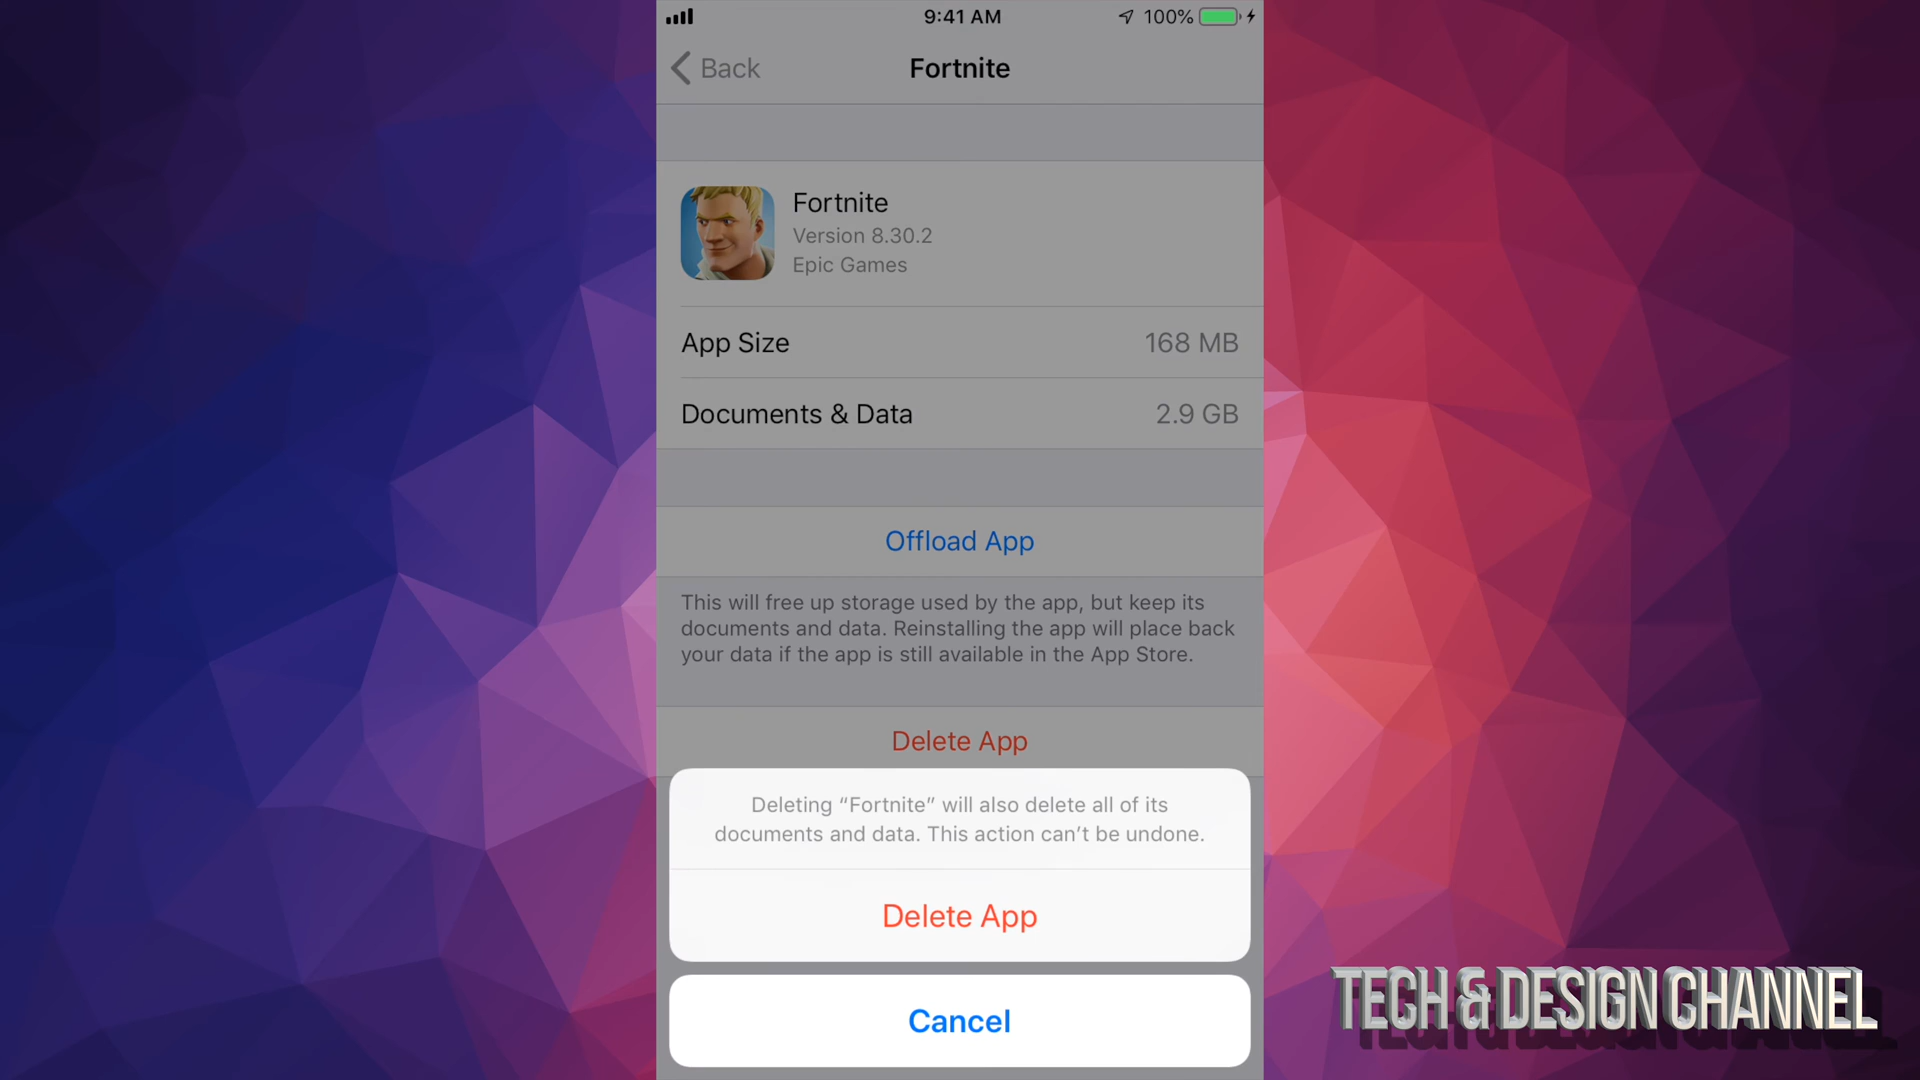 9:41 AM
100%
Back
Fortnite
Fortnite
Version 8.30.2
Epic Games
App Size
168 MB
Documents & Data
2.9 GB
Offload App
This will free up storage used by the app, but keep its
documents and data. Reinstalling the app will place back
your data if the app is still available in the App Store.
Delete App
Deleting “Fortnite” will also delete all of its
documents and data. This action can’t be undone.
Delete App
Cancel
TECH & DESIGN CHANNEL